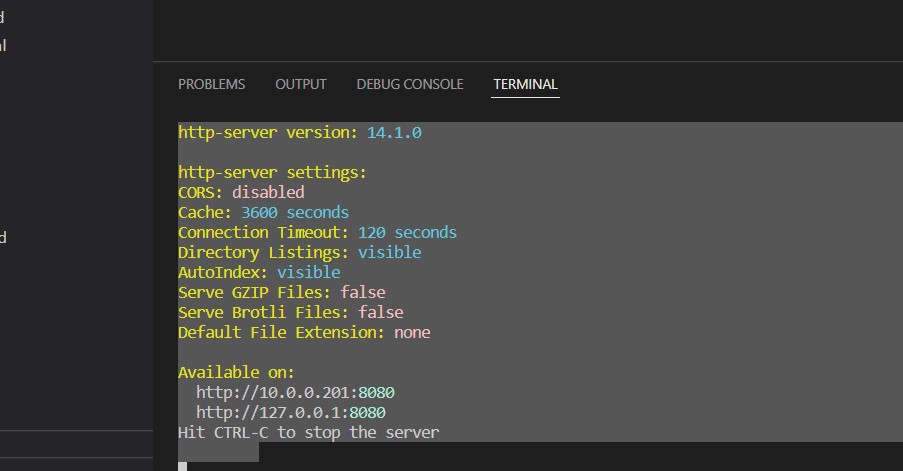 d
al
d
PROBLEMS OUTPUT DEBUG CONSOLE TERMINAL
http-server version: 14.1.0
http-server settings:
CORS: disabled
Cache: 3600 seconds
Connection Timeout: 120 seconds
Directory Listings: visible
AutoIndex: visible
Serve GZIP Files: false
Serve Brotli Files: false
Default File Extension: none
Available on:
http://10.0.0.201:8080
http://127.0.0.1:8080
Hit CTRL-C to stop the server